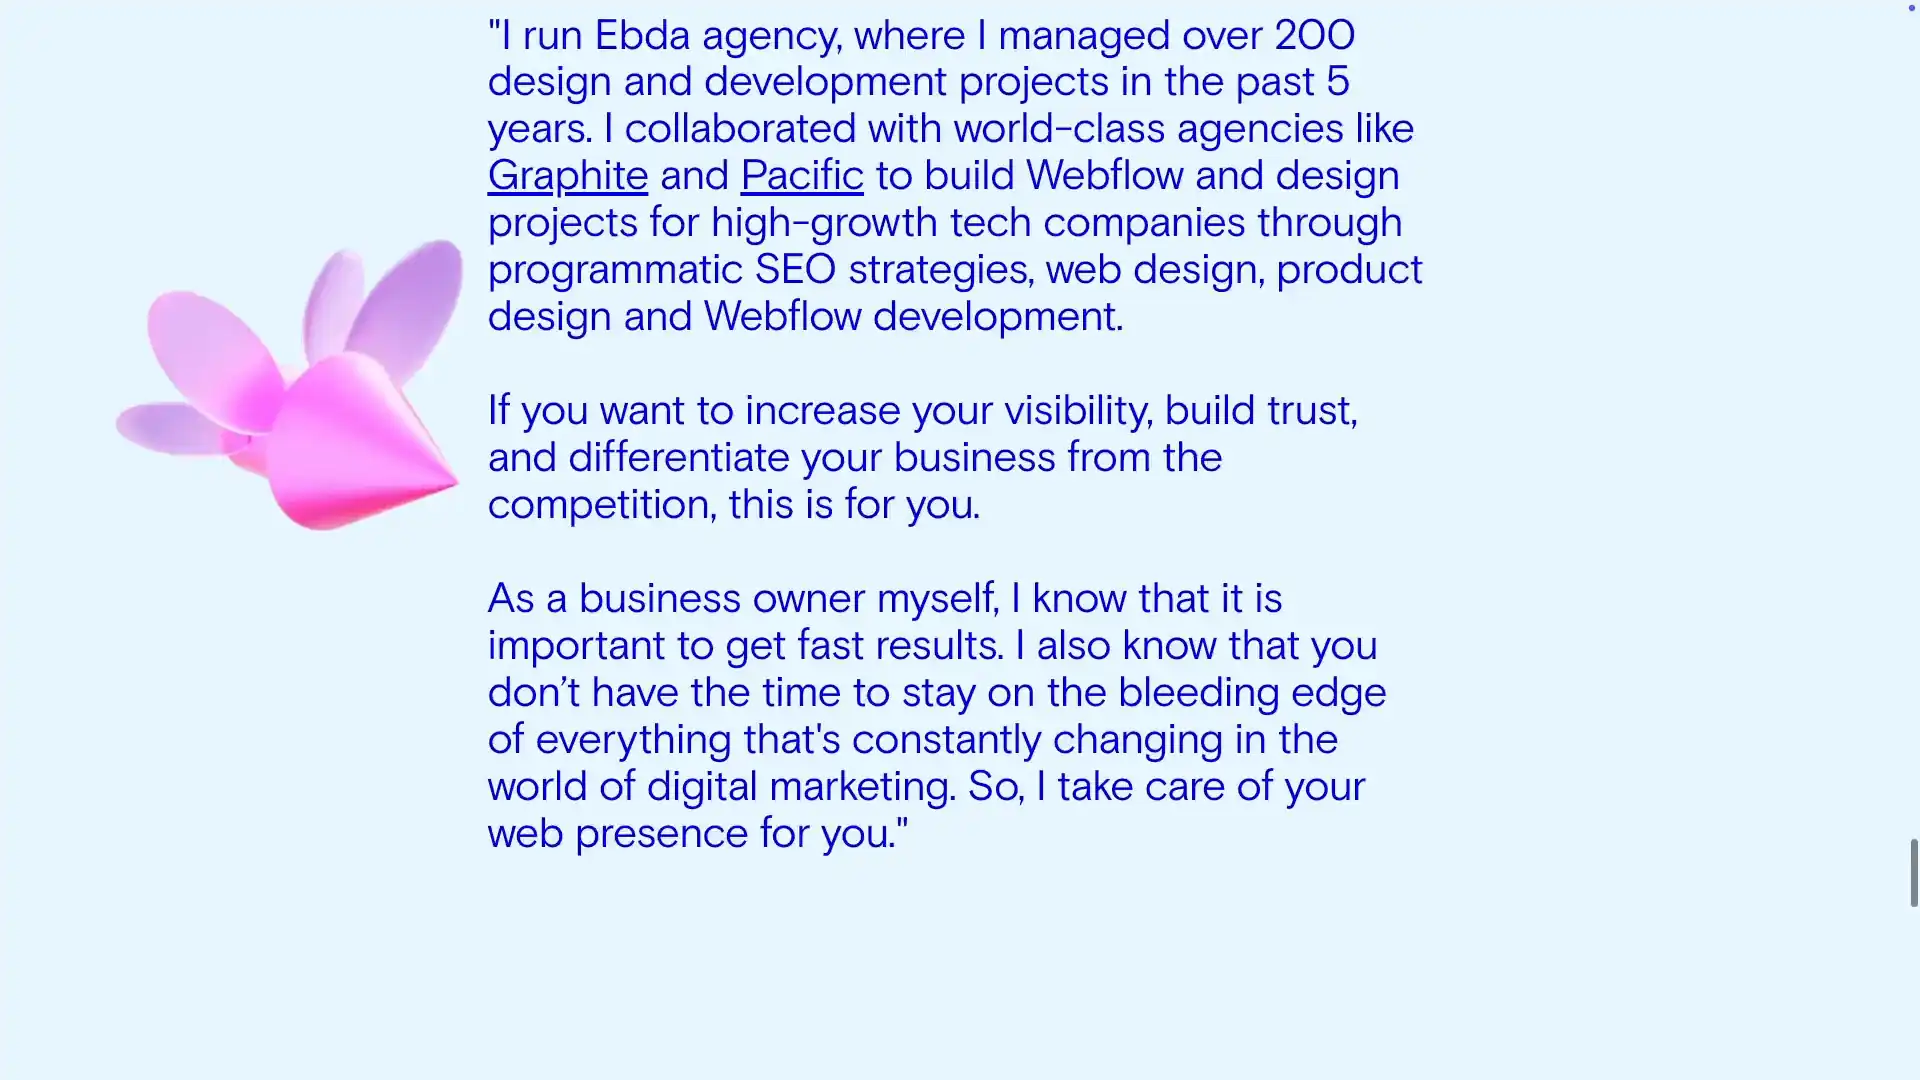 "I run Ebda agency, where I managed over 200
design and development projects in the past 5
years. I collaborated with world-class agencies like
Graphite and Pacific to build Webflow and design
projects for high-growth tech companies through
programmatic SEO strategies, web design, product
design and Webflow development.
If you want to increase your visibility, build trust,
and differentiate your business from the
competition, this is for you.
As a business owner myself, I know that it is
important to get fast results. I also know that you
don’t have the time to stay on the bleeding edge
of everything that's constantly changing in the
world of digital marketing. So, I take care of your
web presence for you."